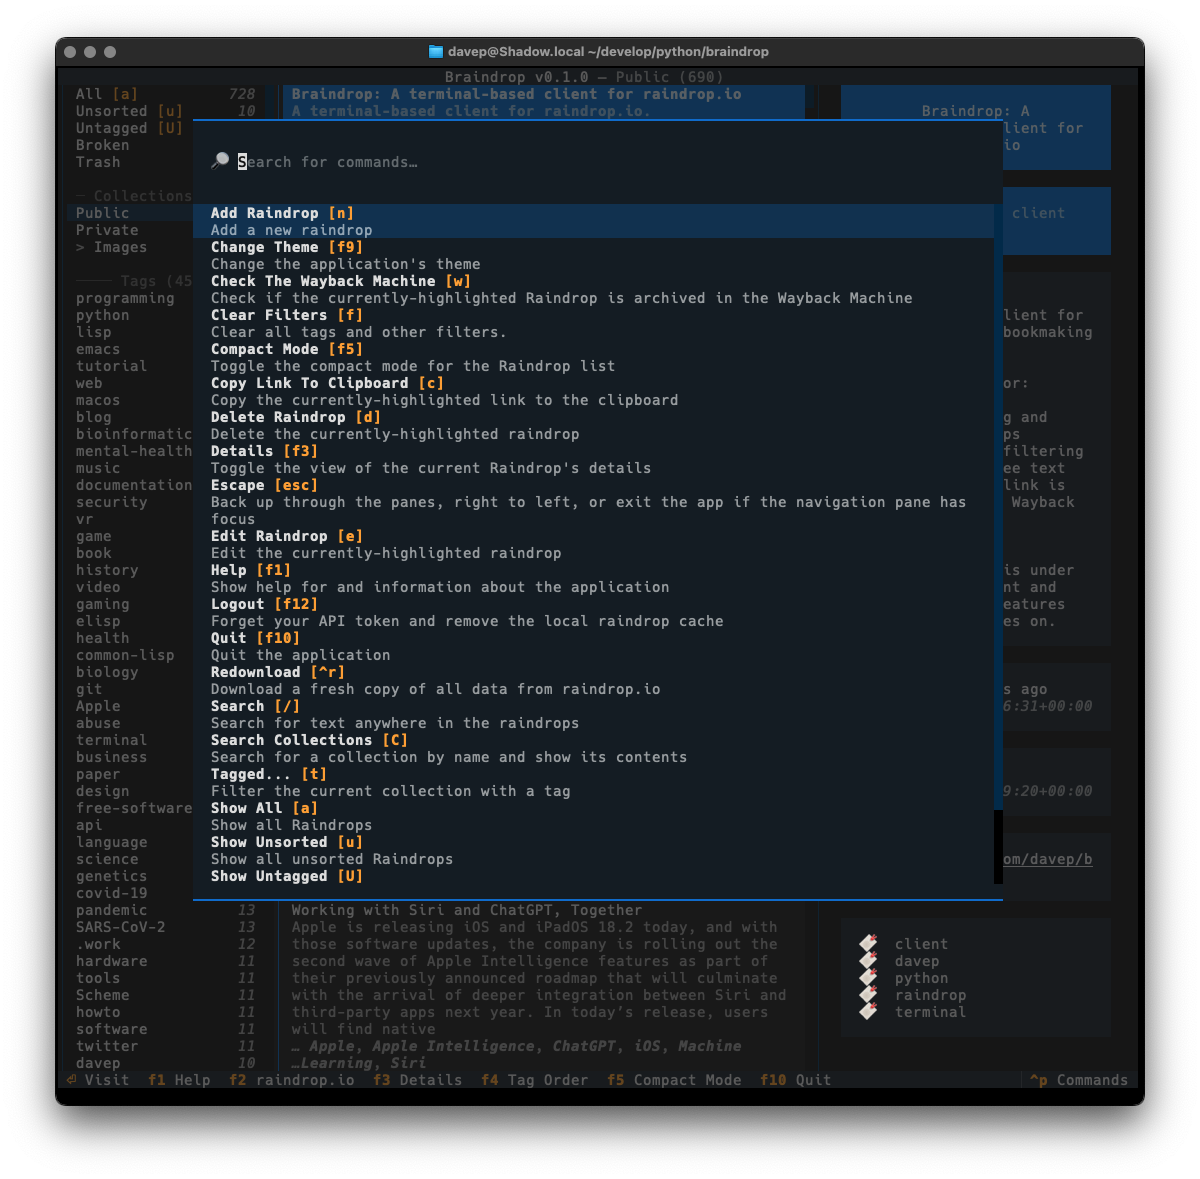 davep@Shadow.local ~/develop/python/braindrop
Braindrop v0.1.0 — Public (690)
All [a] 728
Unsorted [u] 10
Untagged [U]
Broken
Trash
Collections
Public
Private
> Images
Tags (45
programming
python
lisp
emacs
tutorial
web
macos
blog
bioinformatic
mental-health
music
documentation
security
vr
game
book
history
video
gaming
elisp
health
common-lisp
biology
git
Apple
abuse
terminal
business
paper
design
free-software
api
language
science
genetics
covid-19
pandemic 13
SARS-CoV-2 13
.work 12
hardware 11
tools 11
Scheme 11
howto 11
software 11
twitter 11
davep 10
Braindrop: A terminal-based client for raindrop.io
A terminal-based client for raindrop.io.
Search for commands…
Add Raindrop [n]
Add a new raindrop
Change Theme [f9]
Change the application's theme
Check The Wayback Machine [w]
Check if the currently-highlighted Raindrop is archived in the Wayback Machine
Clear Filters [f]
Clear all tags and other filters.
Compact Mode [f5]
Toggle the compact mode for the Raindrop list
Copy Link To Clipboard [c]
Copy the currently-highlighted link to the clipboard
Delete Raindrop [d]
Delete the currently-highlighted raindrop
Details [f3]
Toggle the view of the current Raindrop's details
Escape [esc]
Back up through the panes, right to left, or exit the app if the navigation pane has
focus
Edit Raindrop [e]
Edit the currently-highlighted raindrop
Help [f1]
Show help for and information about the application
Logout [f12]
Forget your API token and remove the local raindrop cache
Quit [f10]
Quit the application
Redownload [^r]
Download a fresh copy of all data from raindrop.io
Search [/]
Search for text anywhere in the raindrops
Search Collections [C]
Search for a collection by name and show its contents
Tagged... [t]
Filter the current collection with a tag
Show All [a]
Show all Raindrops
Show Unsorted [u]
Show all unsorted Raindrops
Show Untagged [U]
Working with Siri and ChatGPT, Together
Apple is releasing iOS and iPadOS 18.2 today, and with
those software updates, the company is rolling out the
second wave of Apple Intelligence features as part of
their previously announced roadmap that will culminate
with the arrival of deeper integration between Siri and
third-party apps next year. In today's release, users
will find native
… Apple, Apple Intelligence, ChatGPT, iOS, Machine
…Learning, Siri
Braindrop: A
lient for
io
client
lient for
bookmaking
or:
g and
ps
filtering
ee text
link is
Wayback
is under
nt and
eatures
es on.
s ago
6:31+00:00
9:20+00:00
om/davep/b
client
davep
python
raindrop
terminal
⏎ Visit f1 Help f2 raindrop.io f3 Details f4 Tag Order f5 Compact Mode f10 Quit ^p Commands